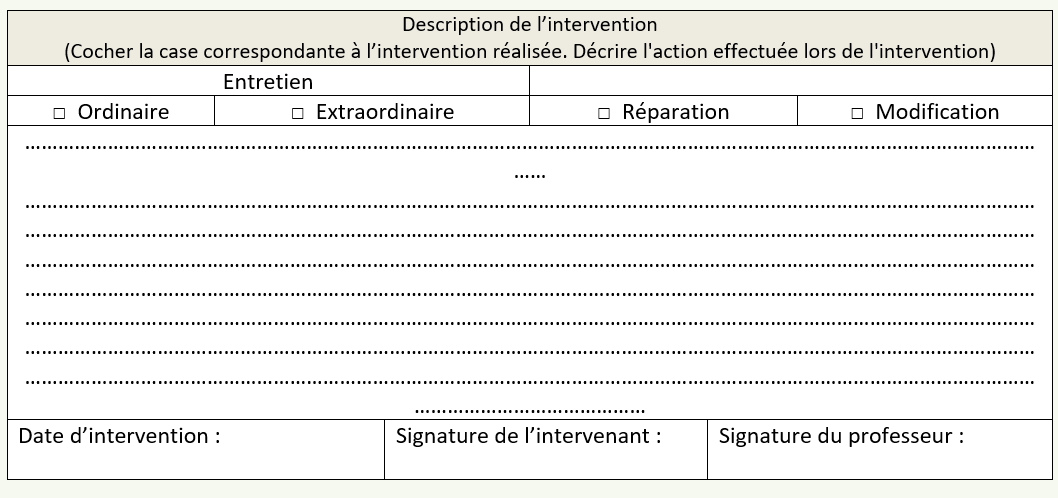 Description de l’intervention
(Cocher la case correspondante à l’intervention réalisée. Décrire l'action effectuée lors de l'intervention)
Entretien
□ Ordinaire □ Extraordinaire □ Réparation □ Modification
……………………………………………………………………………………………………………………………
……
……………………………………………………………………………………………………………………………
……………………………………………………………………………………………………………………………
……………………………………………………………………………………………………………………………
……………………………………………………………………………………………………………………………
……………………………………………………………………………………………………………………………
……………………………………………………………………………………………………………………………
……………………………………………………………………………………………………………………………
……………………………………
Date d’intervention : Signature de l’intervenant : Signature du professeur :